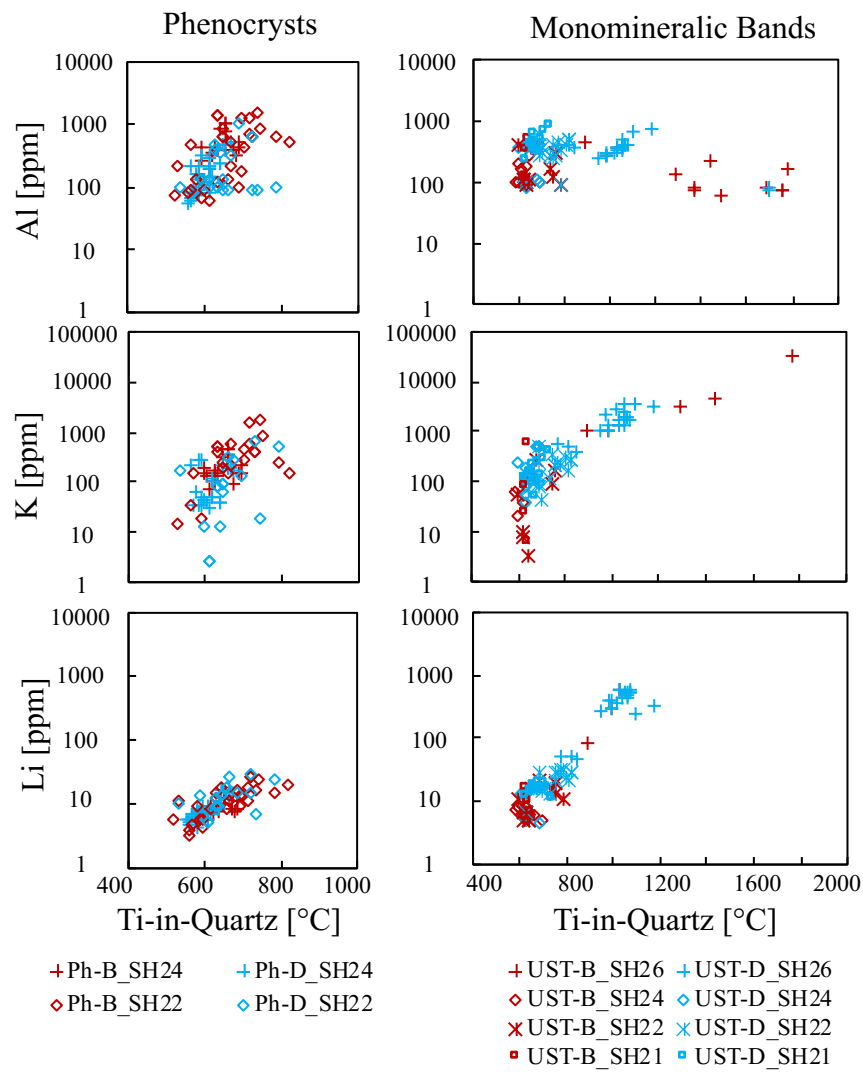 Phenocrysts
Monomineralic Bands
10000
1000
100
10
1
Al [ppm]
10000
1000
100
10
1
100000
10000
1000
100
10
1
K [ppm]
100000
10000
1000
100
10
1
10000
1000
100
10
1
Li [ppm]
10000
1000
100
10
1
400 600 800 1000
400 800 1200 1600 2000
Ti-in-Quartz [°C]
Ti-in-Quartz [°C]
Ph-B_SH24 Ph-D_SH24
Ph-B_SH22 Ph-D_SH22
UST-B_SH26 UST-D_SH26
UST-B_SH24 UST-D_SH24
UST-B_SH22 UST-D_SH22
UST-B_SH21 UST-D_SH21